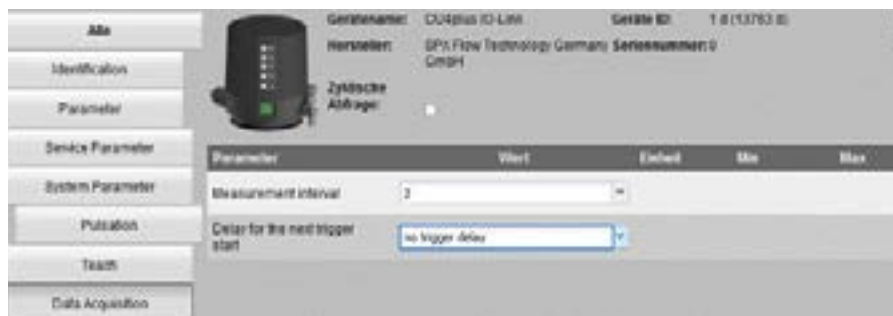 Alle
Identification
Parameter
Service Parameter
System Parameter
Pulsation
Teach
Data Acquisition
Gerätename: CU4plus IO-Link Geräte ID:
Hersteller: SPX Flow Technology Germany GmbH Seriennummer: 0
Zyklische Abfrage:
Parameter Wert Einheit Min Max
Measurement interval
Delay for the next trigger start no trigger delay